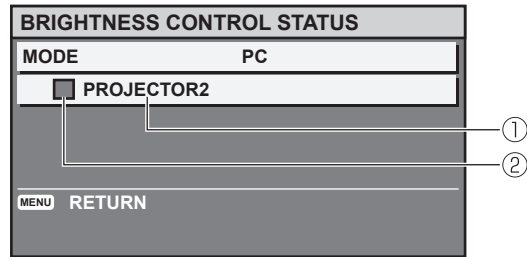 BRIGHTNESS CONTROL STATUS
MODE PC
PROJECTOR2
①
②
MENU RETURN